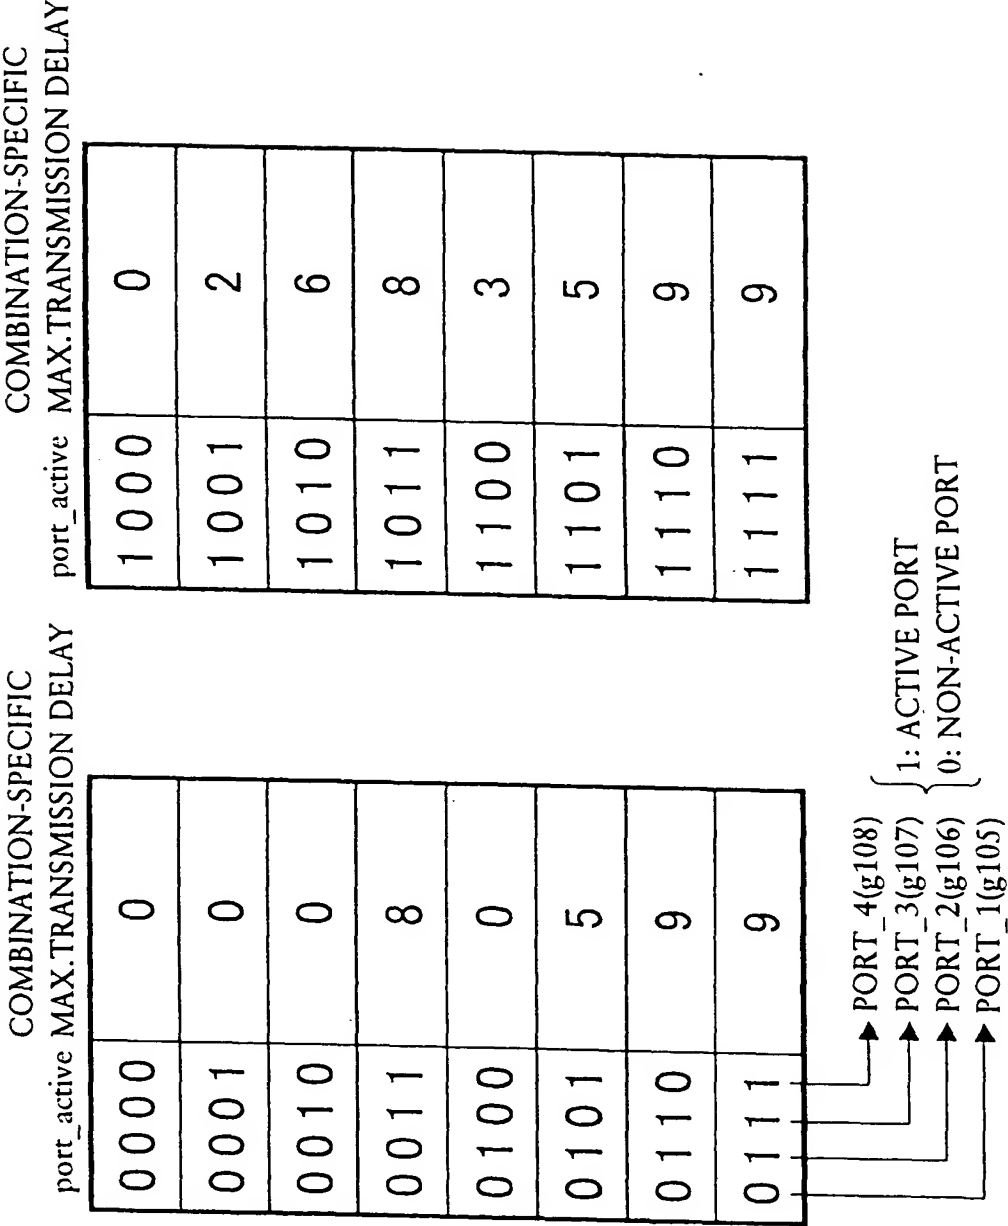 COMBINATION-SPECIFIC
port_active MAX.TRANSMISSION DELAY
0000 0
0001 0
0010 0
0011 8
0100 0
0101 5
0110 9
0111 9
PORT_4(g108)
PORT_3(g107)
PORT_2(g106)
PORT_1(g105)
1: ACTIVE PORT
0: NON-ACTIVE PORT
COMBINATION-SPECIFIC
port_active MAX.TRANSMISSION DELAY
1000 0
1001 2
1010 6
1011 8
1100 3
1101 5
1110 9
1111 9